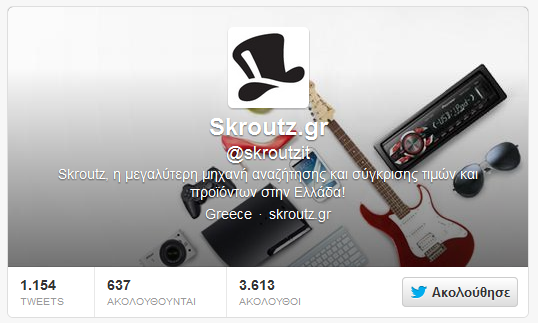 Skroutz.gr
@skroutzit
Skroutz, η μεγαλύτερη μηχανή αναζήτησης και σύγκρισης τιμών και
προϊόντων στην Ελλάδα!
Greece · skroutz.gr
1.154
TWEETS
637
ΑΚΟΛΟΥΘΟΥΝΤΑΙ
3.613
ΑΚΟΛΟΥΘΟΙ
Ακολούθησε